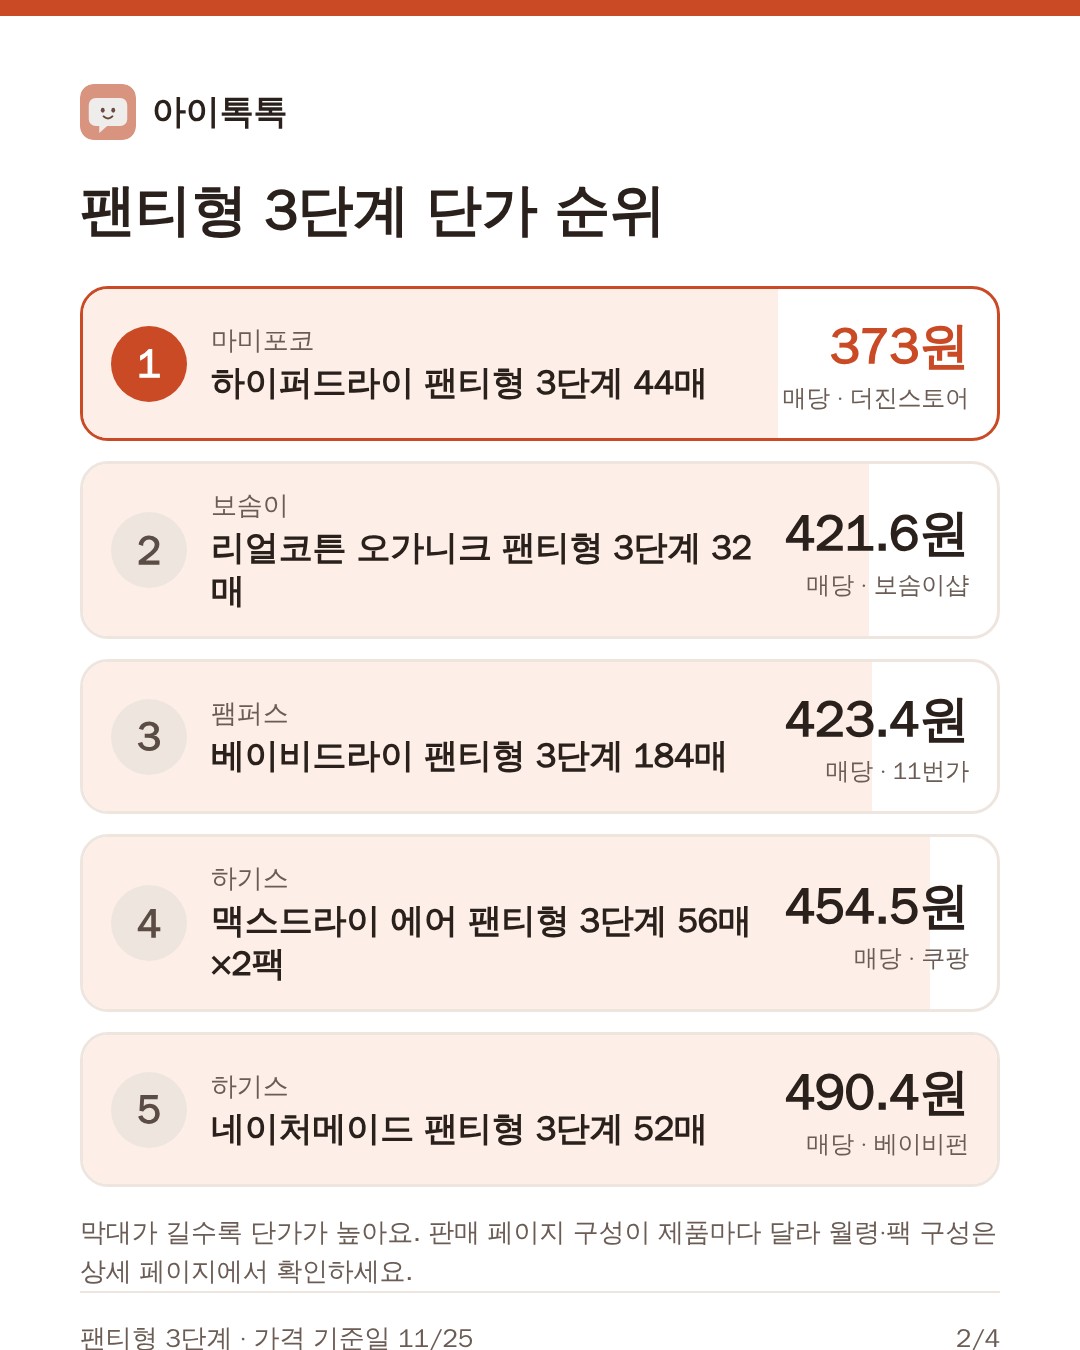 아이톡톡
팬티형 3단계 단가 순위
1
마미포코
하이퍼드라이 팬티형 3단계 44매
373원
매당 · 더진스토어
2
보솜이
리얼코튼 오가니크 팬티형 3단계 32
매
421.6원
매당 · 보솜이샵
3
팸퍼스
베이비드라이 팬티형 3단계 184매
423.4원
매당 · 11번가
4
하기스
맥스드라이 에어 팬티형 3단계 56매
×2팩
454.5원
매당 · 쿠팡
5
하기스
네이처메이드 팬티형 3단계 52매
490.4원
매당 · 베이비펀
막대가 길수록 단가가 높아요. 판매 페이지 구성이 제품마다 달라 월령·팩 구성은
상세 페이지에서 확인하세요.
팬티형 3단계 · 가격 기준일 11/25
2/4